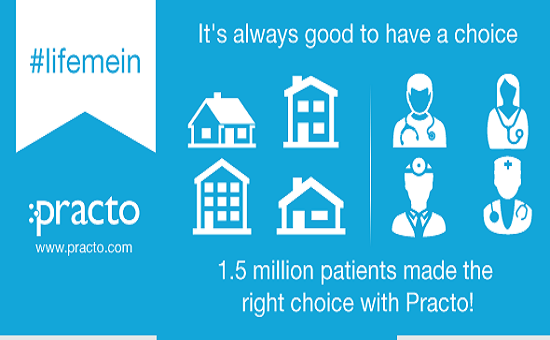 #lifemein
It's always good to have a choice
:practo
www.practo.com
1.5 million patients made the
right choice with Practo!